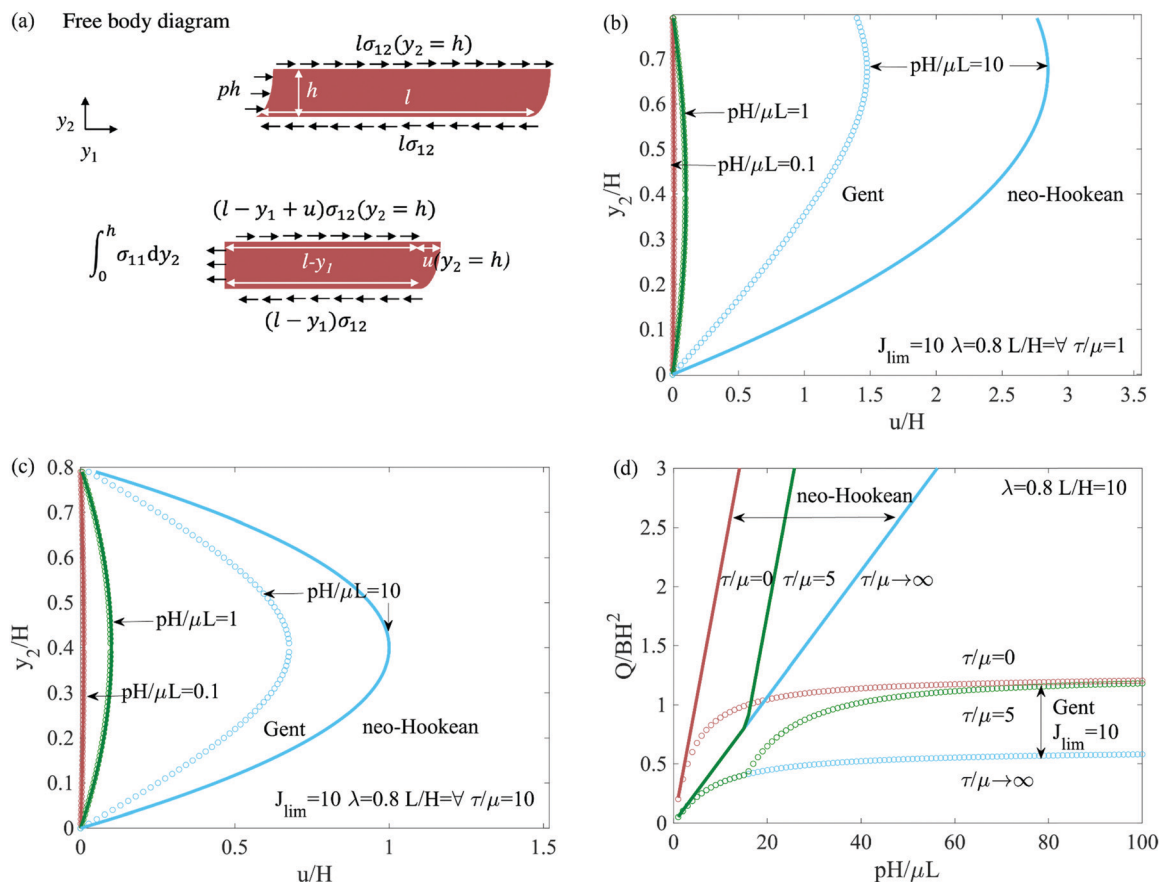 (a) Free body diagram
lσ₁₂(y₂ = h)
ph
h
l
y₂
y₁
lσ₁₂
(l − y₁ + u)σ₁₂(y₂ = h)
∫₀ʰ σ₁₁dy₂
l-y₁
u(y₂ = h)
(l − y₁)σ₁₂
(b)
y₂/H
0.7
0.6
0.5
0.4
0.3
0.2
0.1
0
pH/μL=10
pH/μL=1
pH/μL=0.1
Gent
neo-Hookean
J_lim=10 λ=0.8 L/H=∀ τ/μ=1
0 0.5 1 1.5 2 2.5 3 3.5
u/H
(c)
y₂/H
0.8
0.7
0.6
0.5
0.4
0.3
0.2
0.1
0
pH/μL=10
pH/μL=1
pH/μL=0.1
Gent
neo-Hookean
J_lim=10 λ=0.8 L/H=∀ τ/μ=10
0 0.5 1 1.5
u/H
(d)
Q/BH²
3
2.5
2
1.5
1
0.5
0
λ=0.8 L/H=10
neo-Hookean
τ/μ=0 τ/μ=5 τ/μ→∞
τ/μ=0
τ/μ=5
Gent
J_lim=10
τ/μ→∞
0 20 40 60 80 100
pH/μL